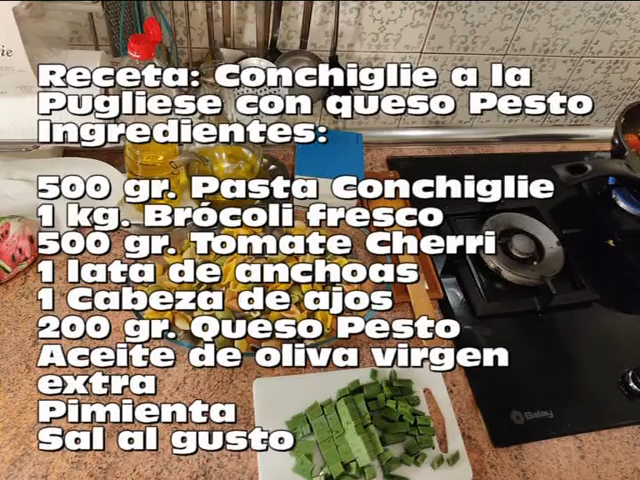 Receta: Conchiglie a la
Pugliese con queso Pesto
Ingredientes:
500 gr. Pasta Conchiglie
1 kg. Brócoli fresco
500 gr. Tomate Cherri
1 lata de anchoas
1 Cabeza de ajos
200 gr. Queso Pesto
Aceite de oliva virgen
extra
Pimienta
Sal al gusto
Balay